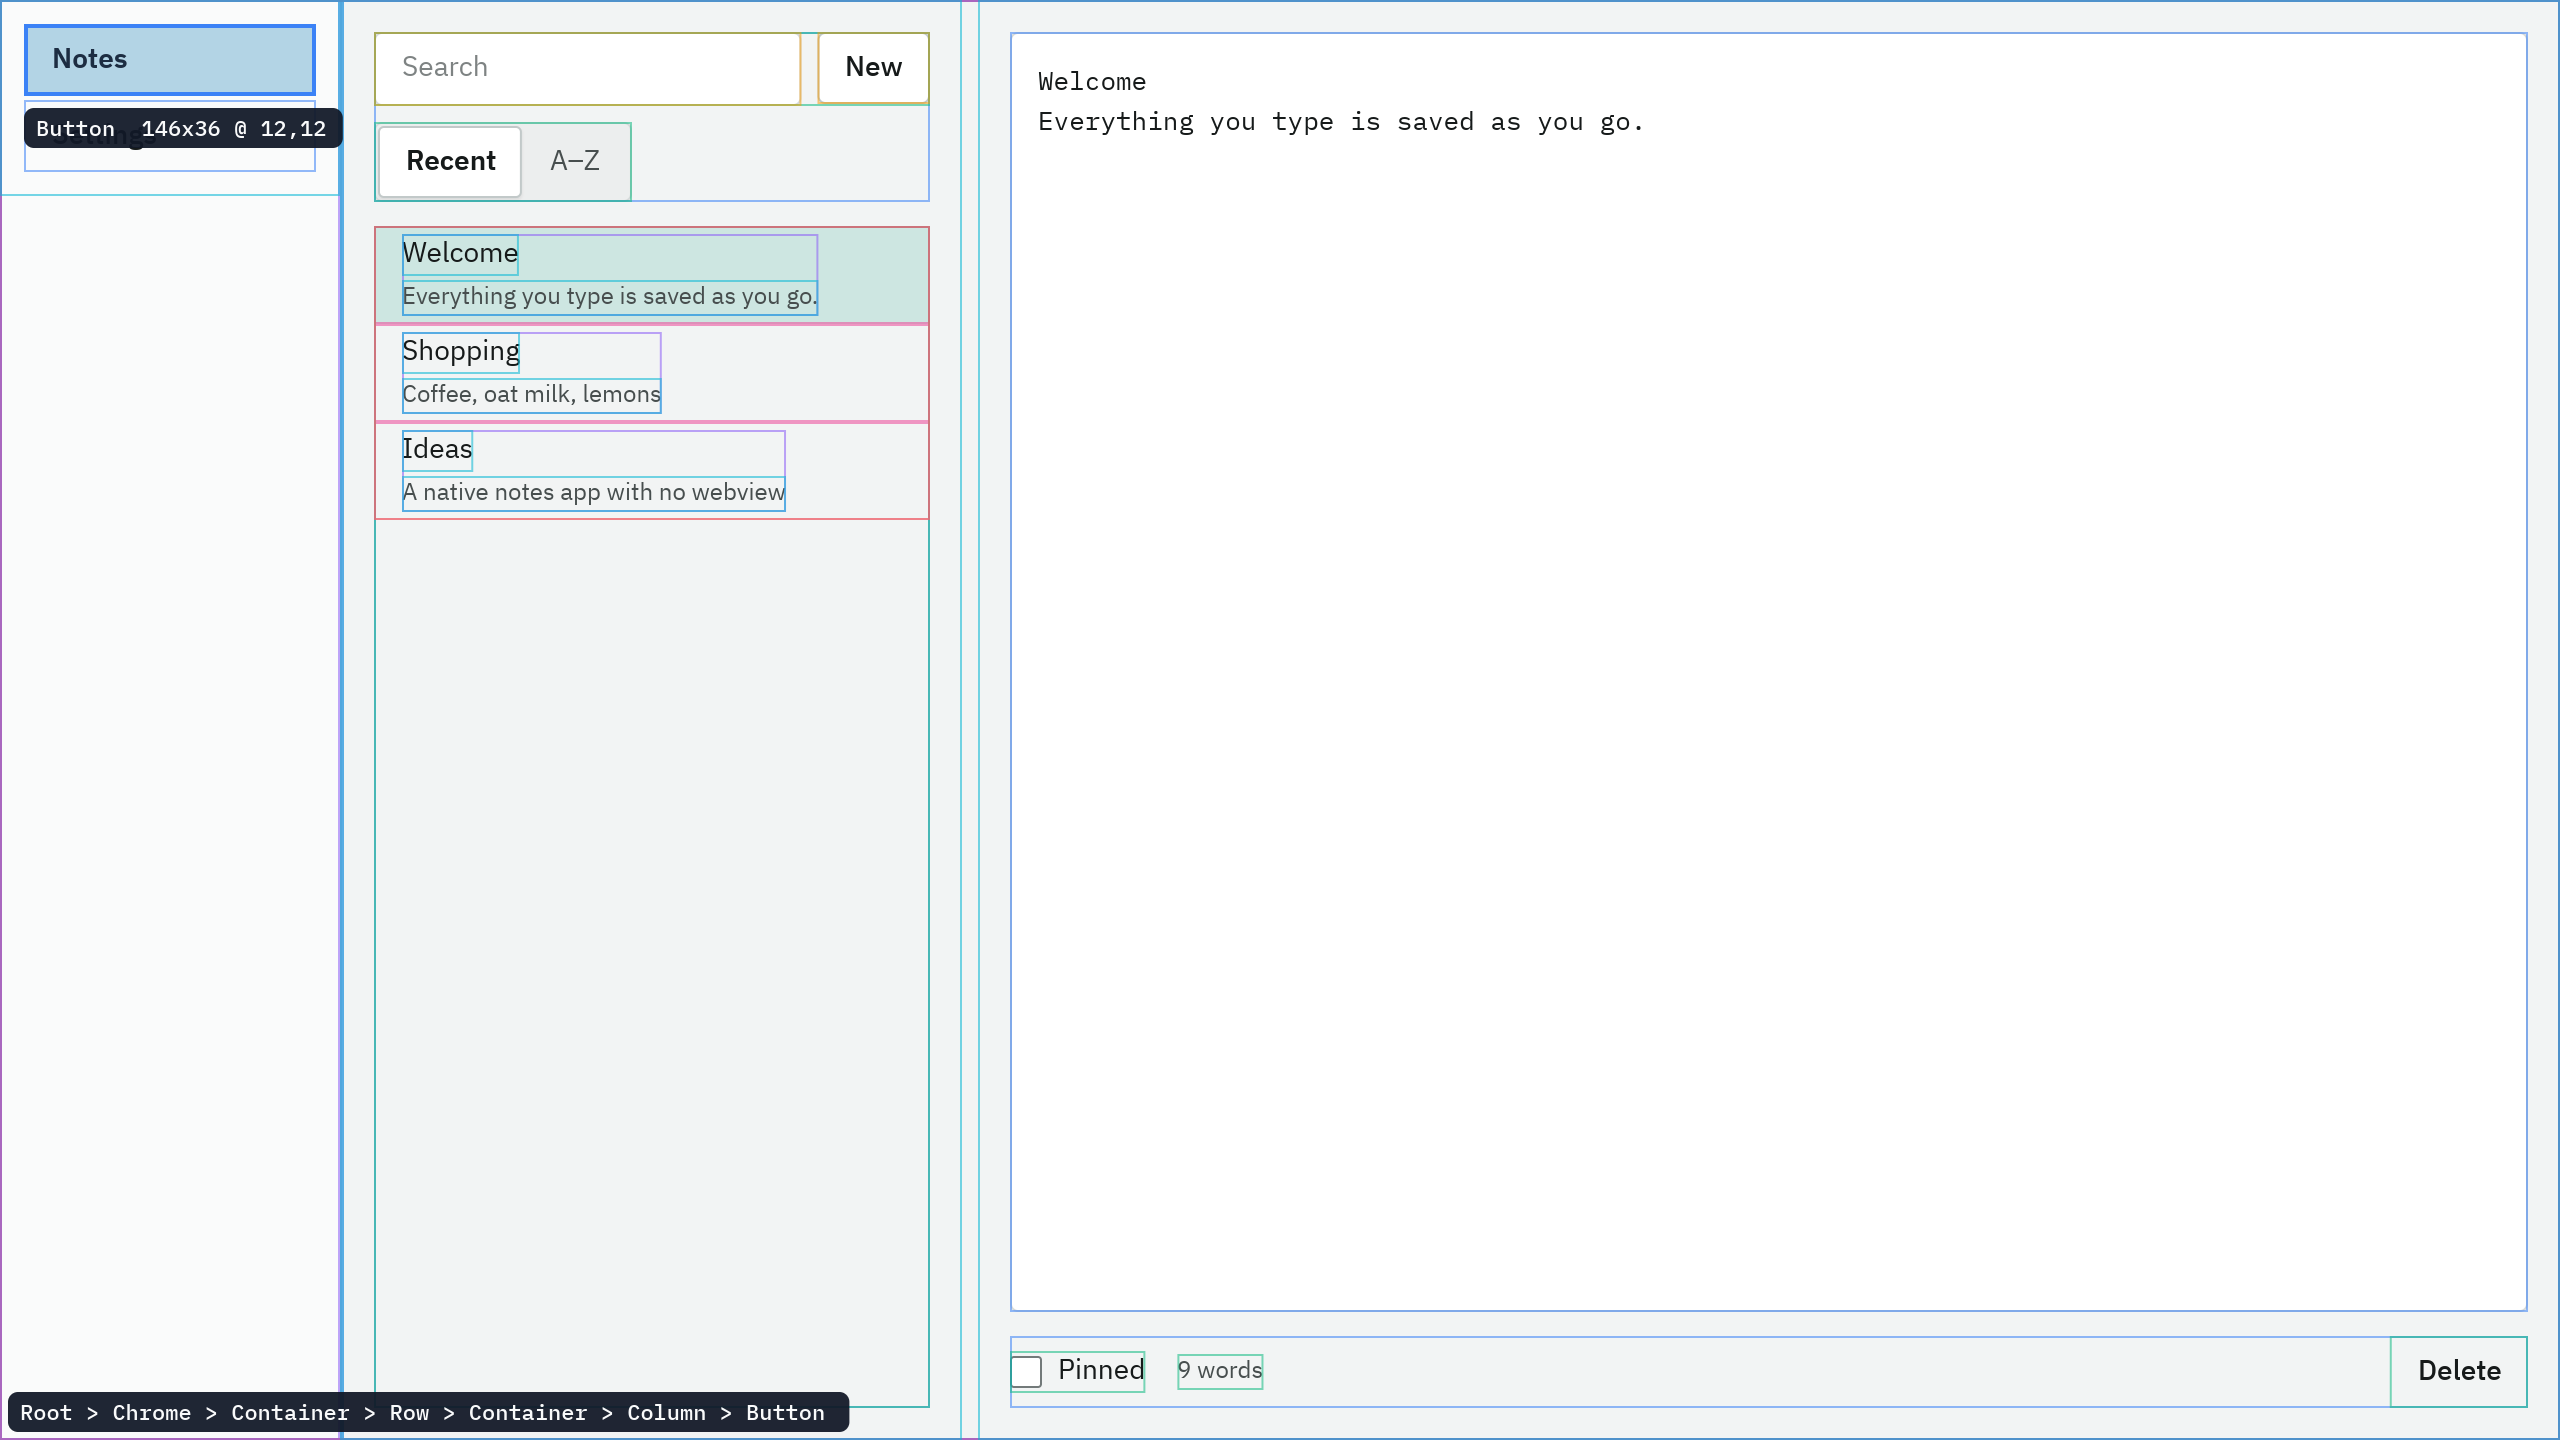 Notes
Button  146x36 @ 12,12
Search
New
Recent
A–Z
Welcome
Everything you type is saved as you go.
Shopping
Coffee, oat milk, lemons
Ideas
A native notes app with no webview
Welcome
Everything you type is saved as you go.
Pinned
9 words
Delete
Root > Chrome > Container > Row > Container > Column > Button